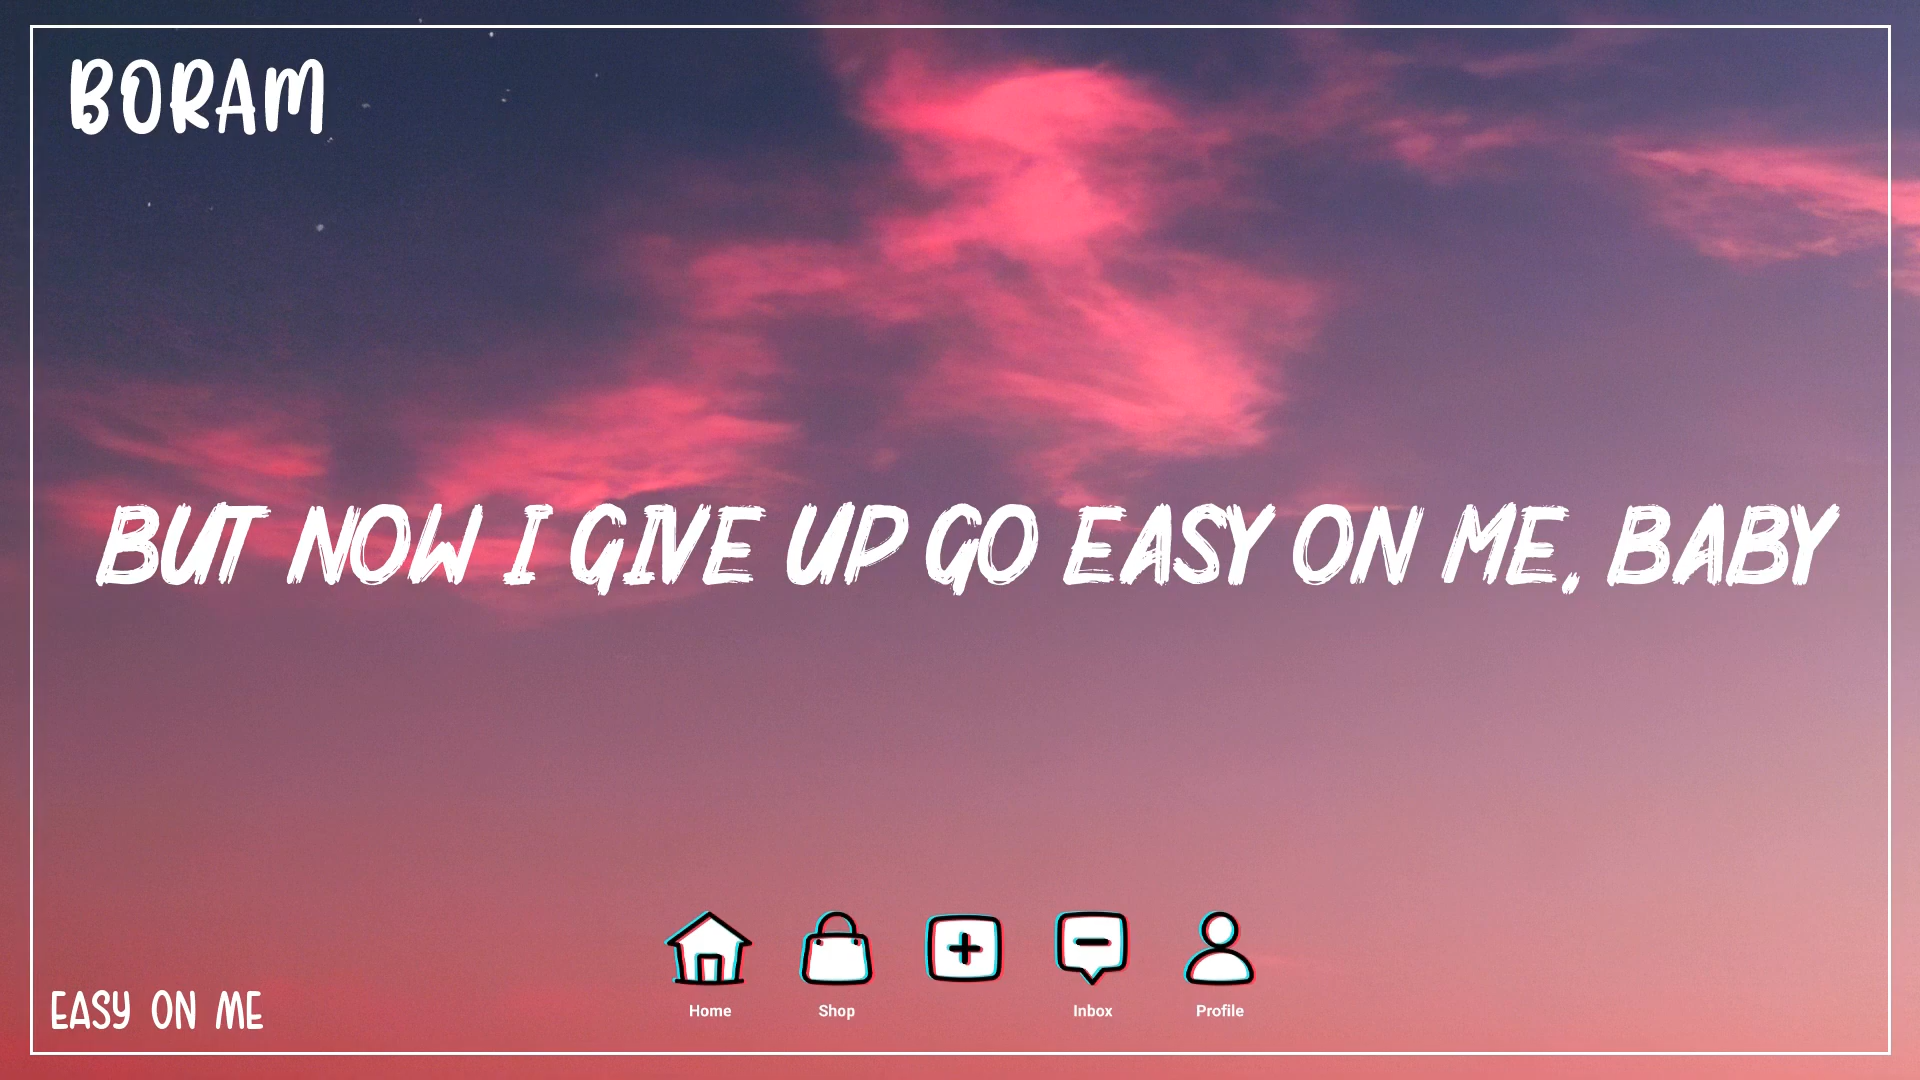 BORAM
BUT NOW I GIVE UP GO EASY ON ME, BABY
Home
Shop
Inbox
Profile
EASY ON ME